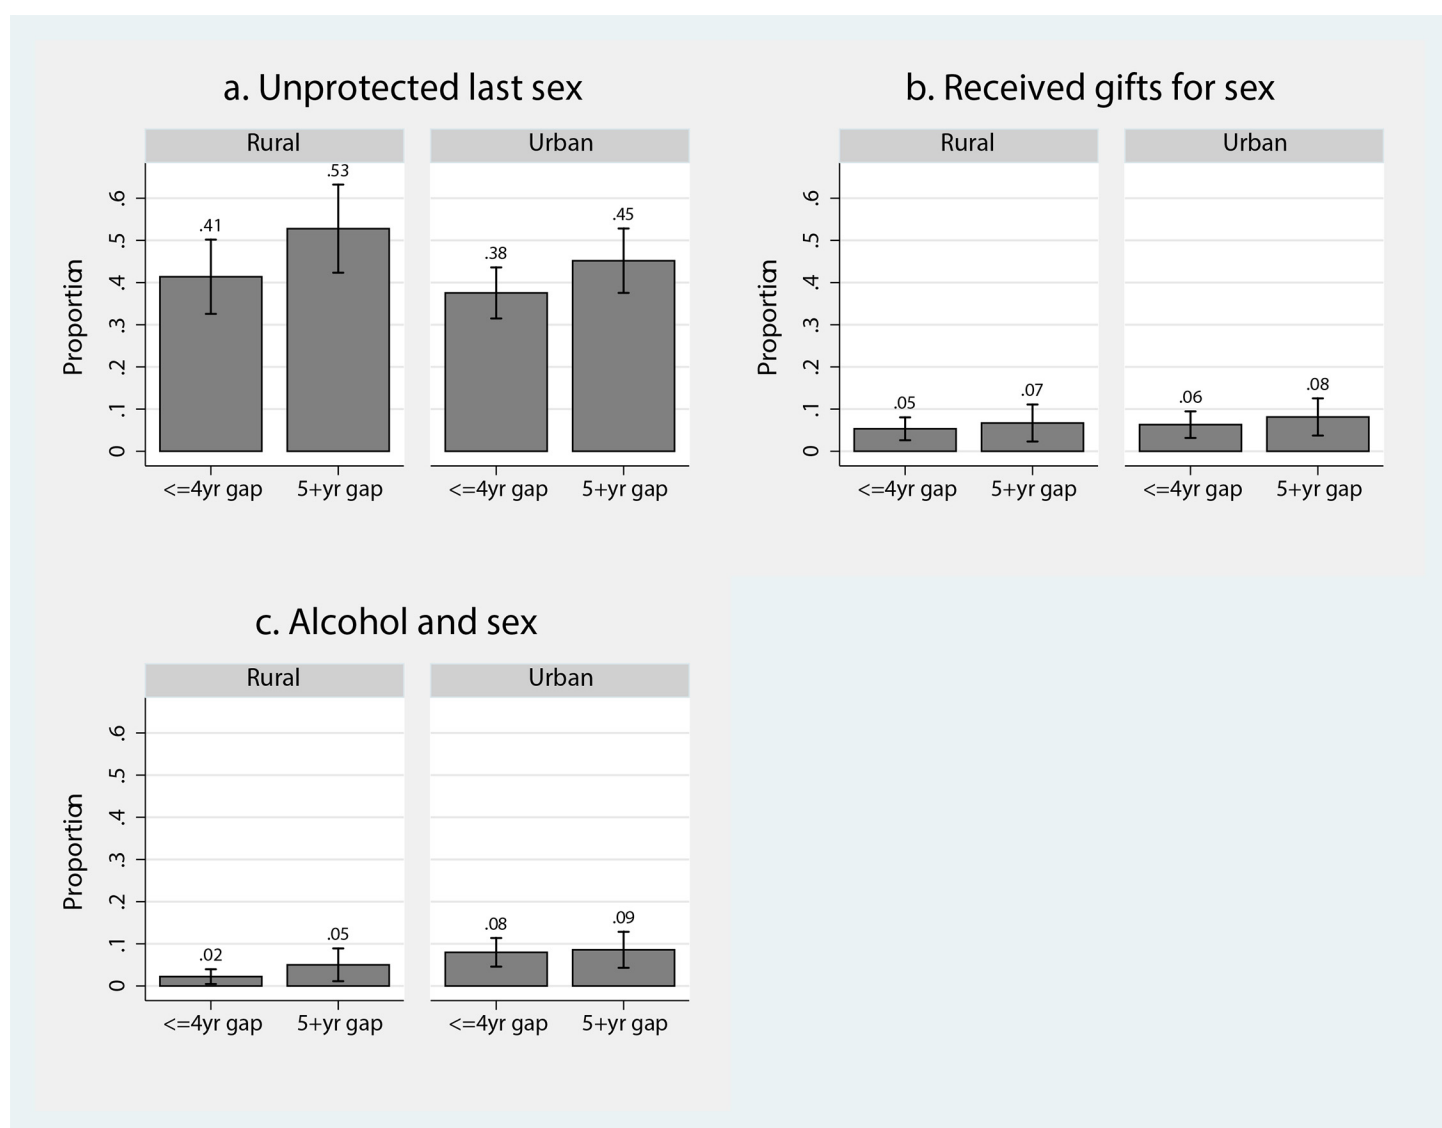 a. Unprotected last sex
Rural
Urban
Proportion
0
.1
.2
.3
.4
.5
.6
.41
.53
.38
.45
<=4yr gap
5+yr gap
<=4yr gap
5+yr gap
b. Received gifts for sex
Rural
Urban
Proportion
0
.1
.2
.3
.4
.5
.6
.05
.07
.06
.08
<=4yr gap
5+yr gap
<=4yr gap
5+yr gap
c. Alcohol and sex
Rural
Urban
Proportion
0
.1
.2
.3
.4
.5
.6
.02
.05
.08
.09
<=4yr gap
5+yr gap
<=4yr gap
5+yr gap